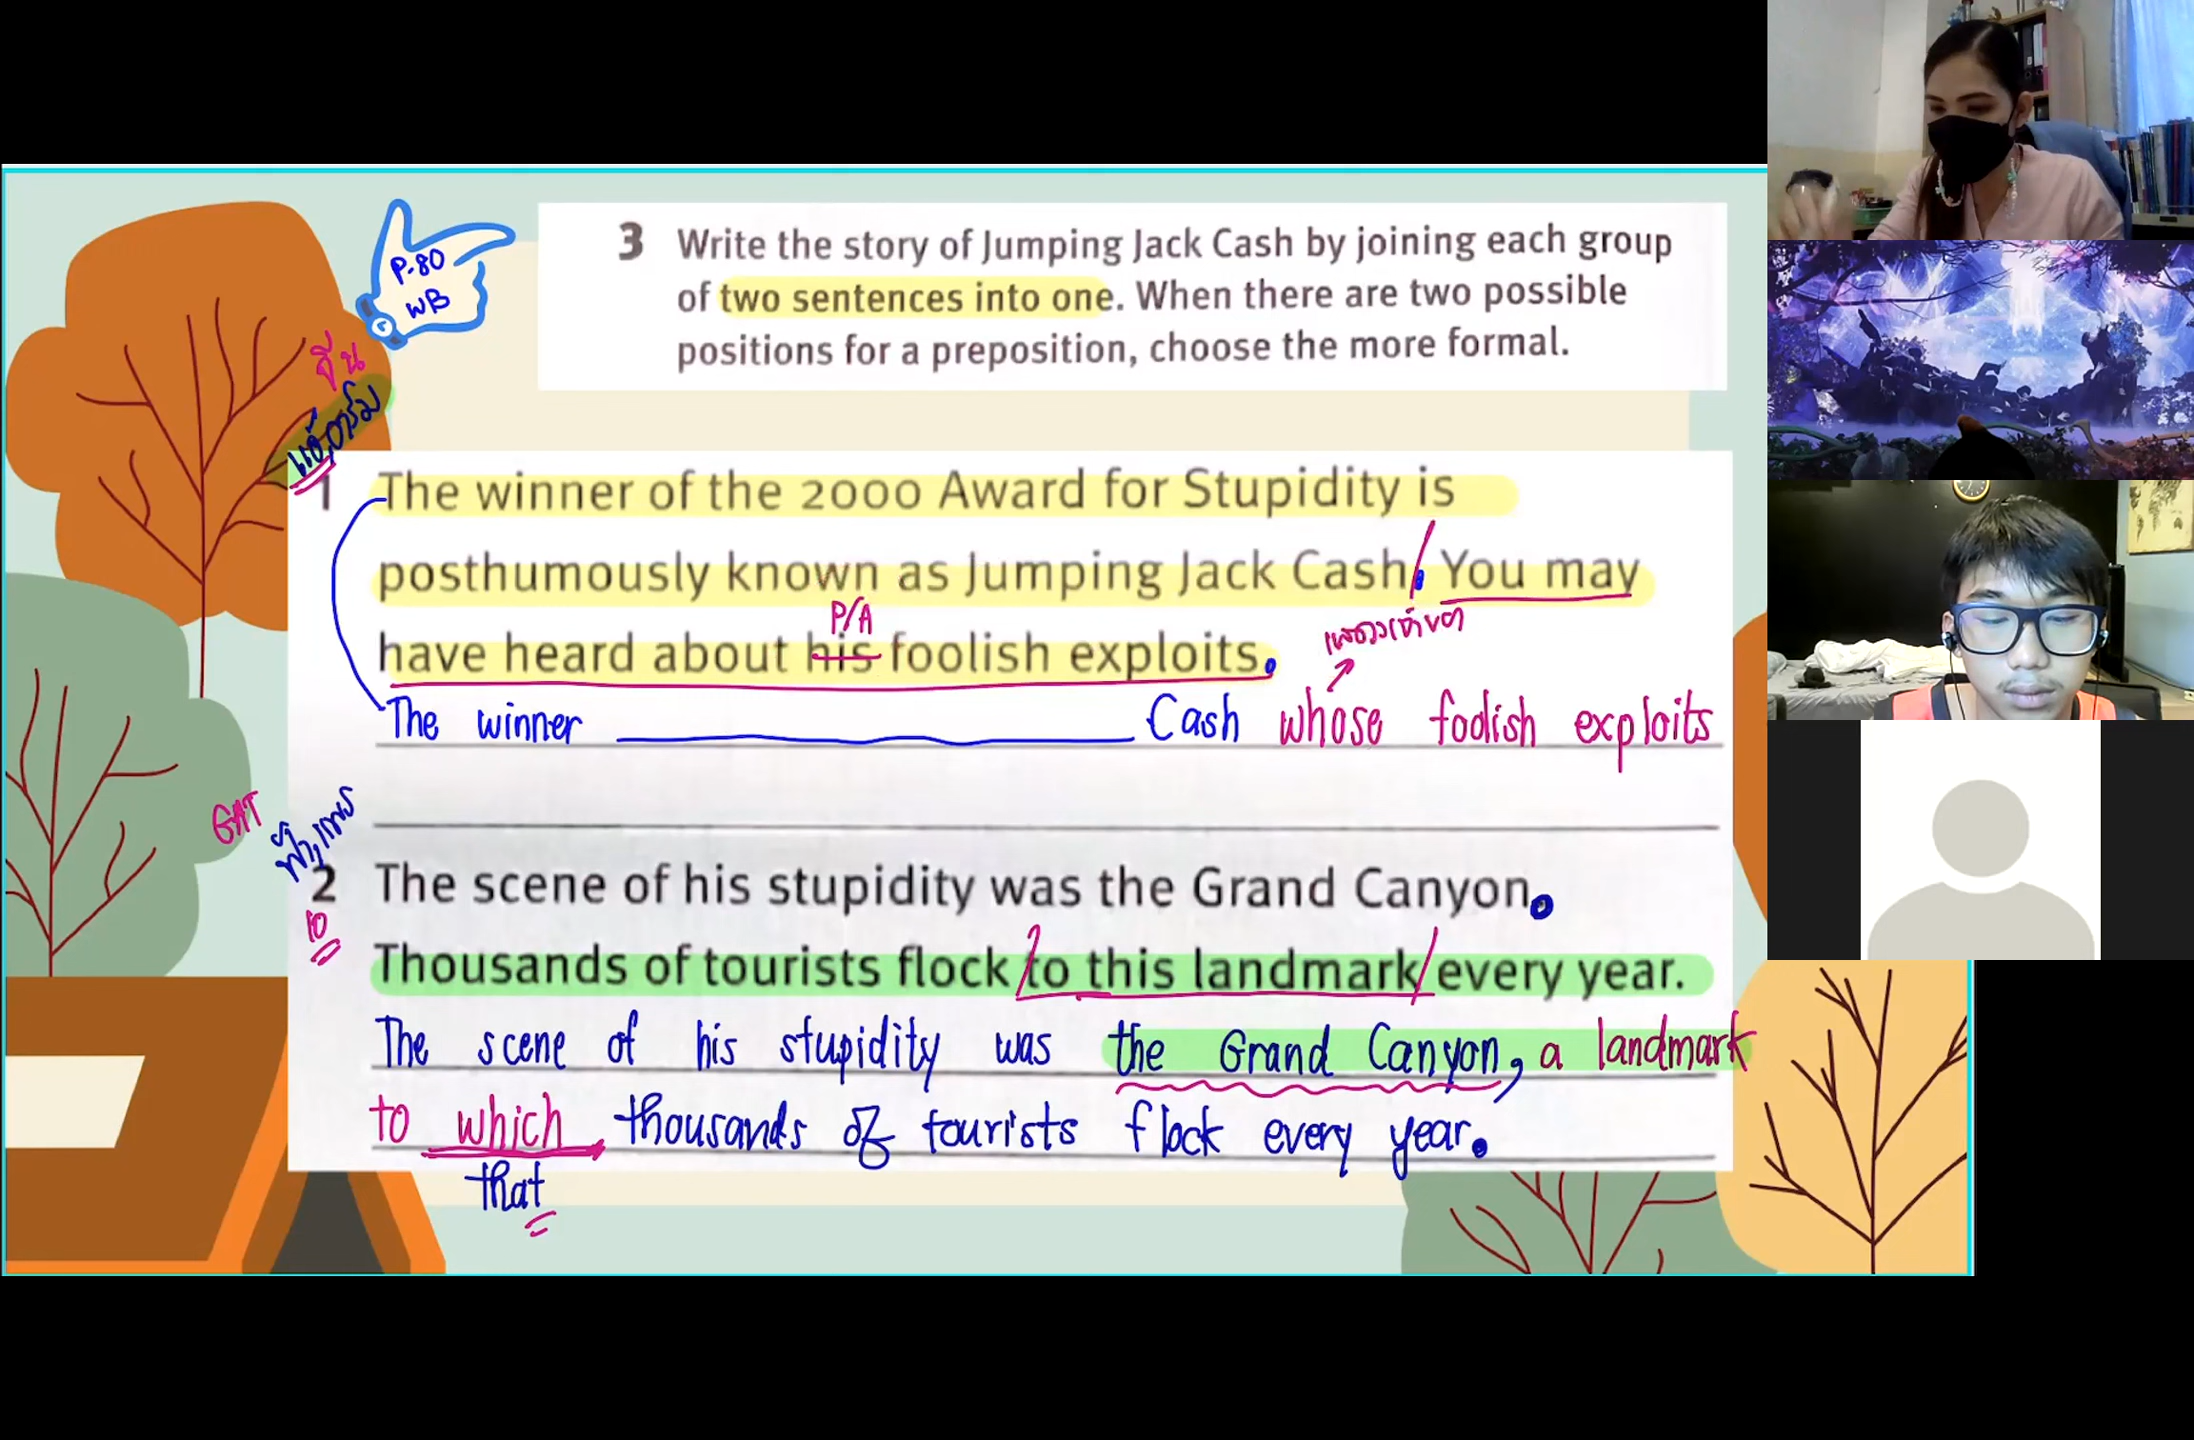 P.80
WB
3 Write the story of Jumping Jack Cash by joining each group
of two sentences into one. When there are two possible
positions for a preposition, choose the more formal.
จีน
1 The winner of the 2000 Award for Stupidity is
posthumously known as Jumping Jack Cash. You may
P/A
have heard about his foolish exploits.
The winner Cash whose foolish exploits
GAT
2 The scene of his stupidity was the Grand Canyon.
10
Thousands of tourists flock to this landmark every year.
The scene of his stupidity was the Grand Canyon, a landmark
to which thousands of tourists flock every year.
that